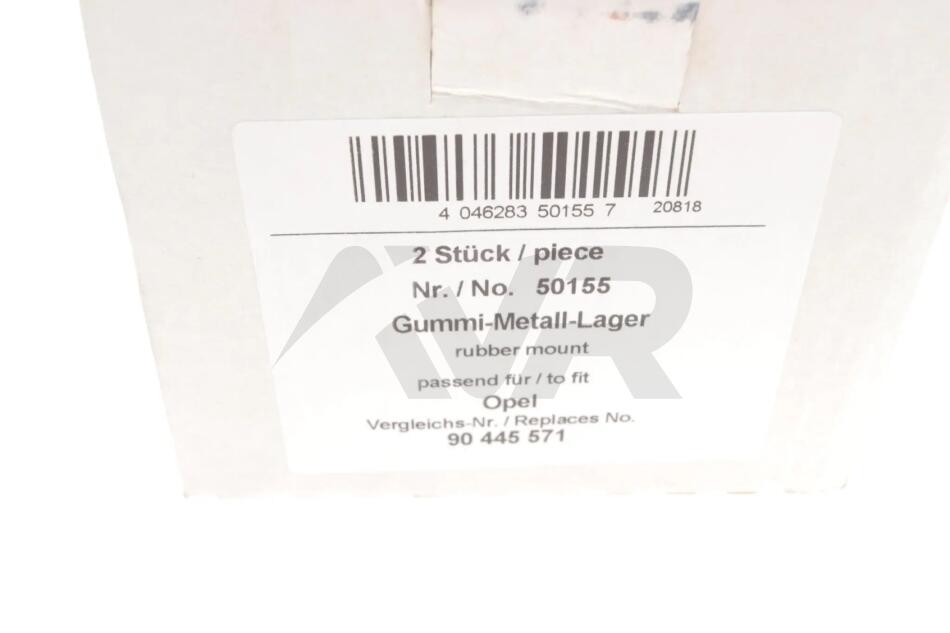 4 046283 50155 7 20818
2 Stück / piece
Nr. / No. 50155
Gummi-Metall-Lager
rubber mount
passend für / to fit
Opel
Vergleichs-Nr. / Replaces No.
90 445 571
VR